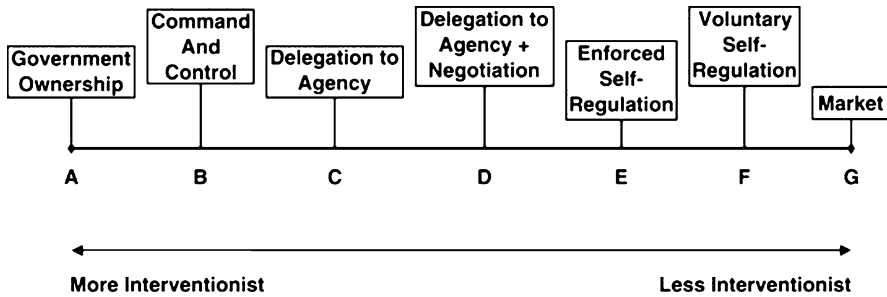 Government
Ownership
Command
And
Control
Delegation to
Agency
Delegation to
Agency +
Negotiation
Enforced
Self-
Regulation
Voluntary
Self-
Regulation
Market
A
B
C
D
E
F
G
More Interventionist
Less Interventionist